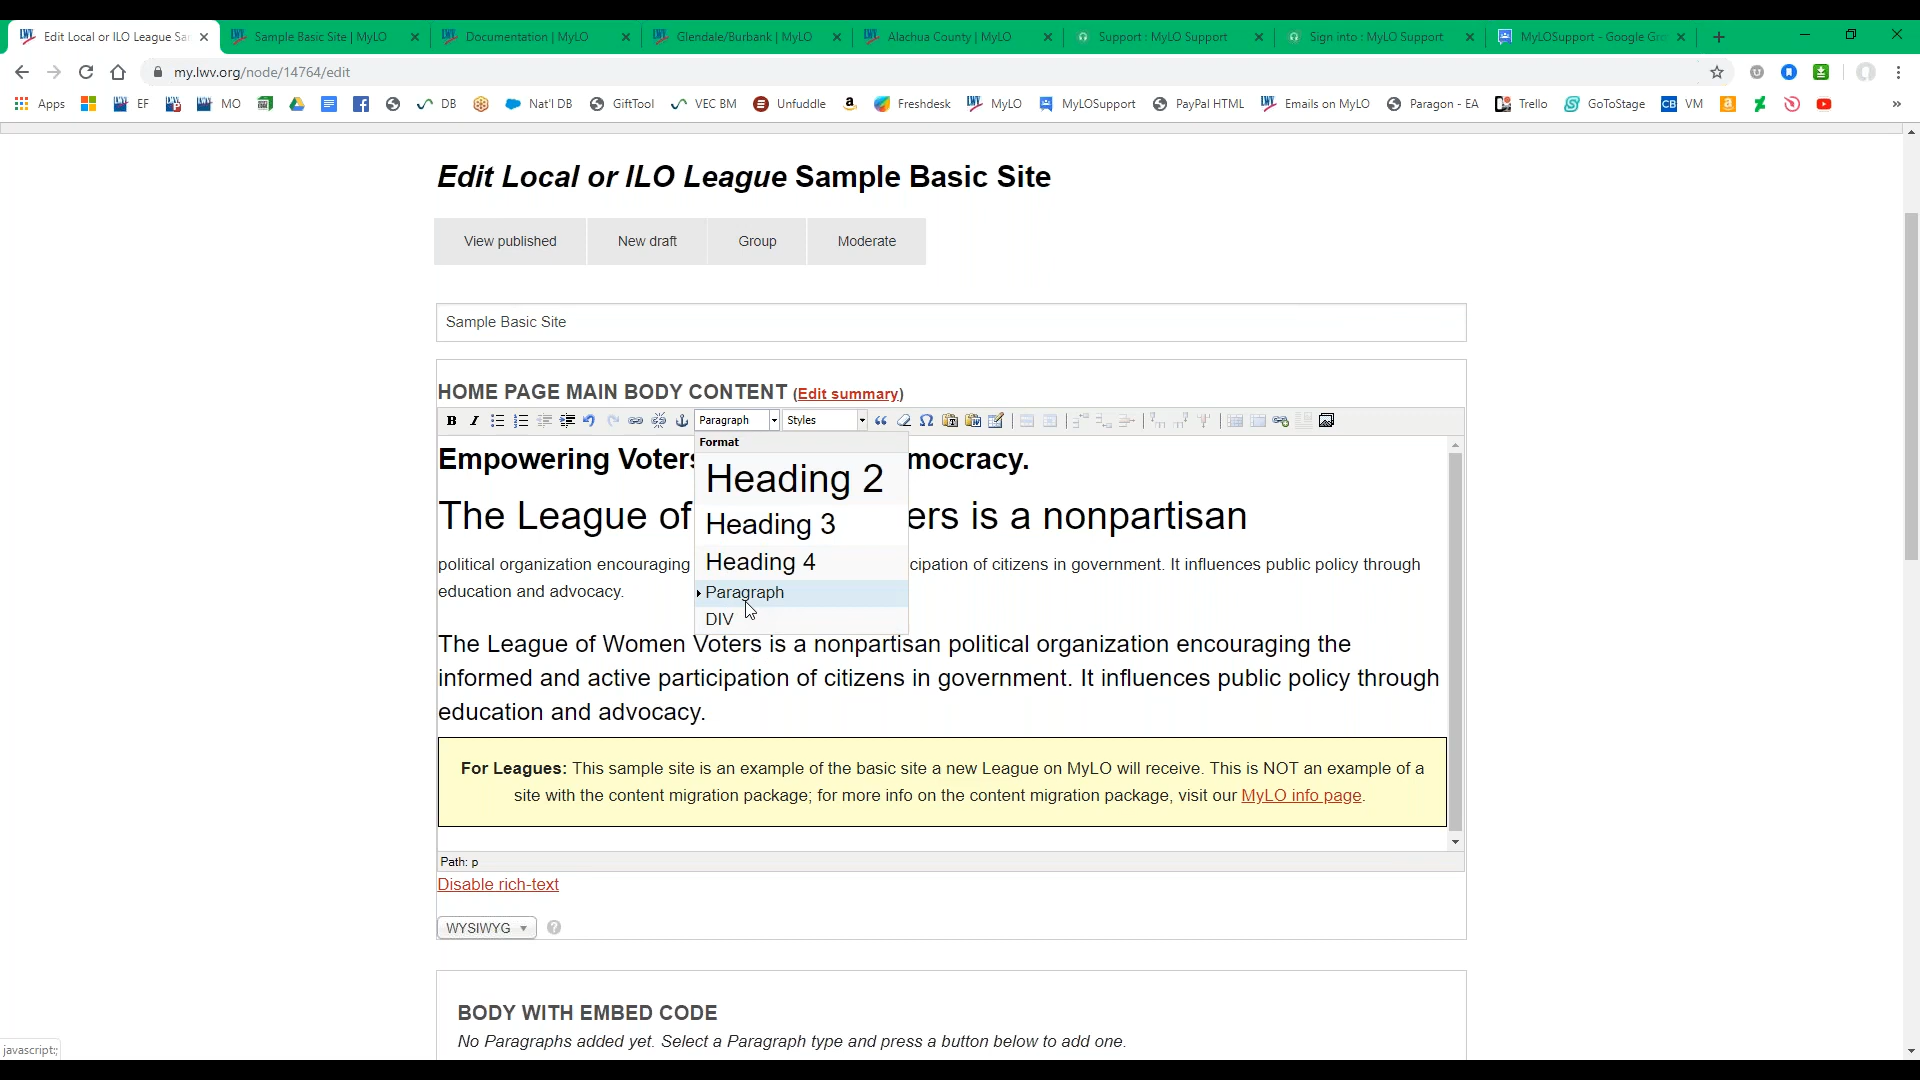 Edit Local or ILO League Sa
Sample Basic Site | MyLO
Documentation | MyLO
Glendale/Burbank | MyLO
Alachua County | MyLO
Support : MyLO Support
Sign into : MyLO Support
MyLOSupport - Google Gro
my.lwv.org/node/14764/edit
Apps
EF
MO
DB
Nat'l DB
GiftTool
VEC BM
Unfuddle
Freshdesk
MyLO
MyLOSupport
PayPal HTML
Emails on MyLO
Paragon - EA
Trello
GoToStage
CB VM
Edit Local or ILO League Sample Basic Site
View published
New draft
Group
Moderate
Sample Basic Site
HOME PAGE MAIN BODY CONTENT (Edit summary)
B I Paragraph Styles
Format
Heading 2
Heading 3
Heading 4
Paragraph
DIV
Empowering Voters mocracy.
The League of ers is a nonpartisan
political organization encouraging cipation of citizens in government. It influences public policy through
education and advocacy.
The League of Women Voters is a nonpartisan political organization encouraging the
informed and active participation of citizens in government. It influences public policy through
education and advocacy.
For Leagues: This sample site is an example of the basic site a new League on MyLO will receive. This is NOT an example of a
site with the content migration package; for more info on the content migration package, visit our MyLO info page.
Path: p
Disable rich-text
WYSIWYG
BODY WITH EMBED CODE
No Paragraphs added yet. Select a Paragraph type and press a button below to add one.
javascript:;